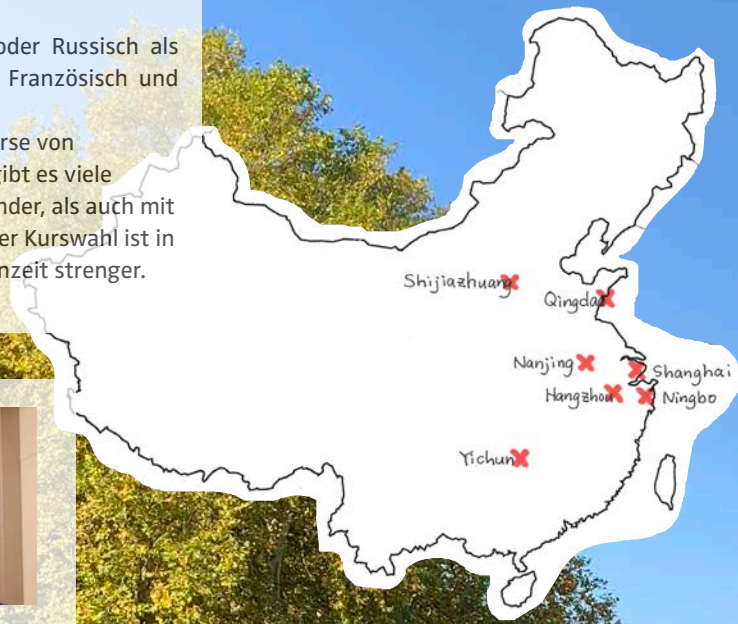 oder Russisch als
Französisch und
rse von
gibt es viele
nder, als auch mit
er Kurswahl ist in
nzeit strenger.
Shijiazhuang
Qingdao
Nanjing
Shanghai
Hangzhou
Ningbo
Yichun